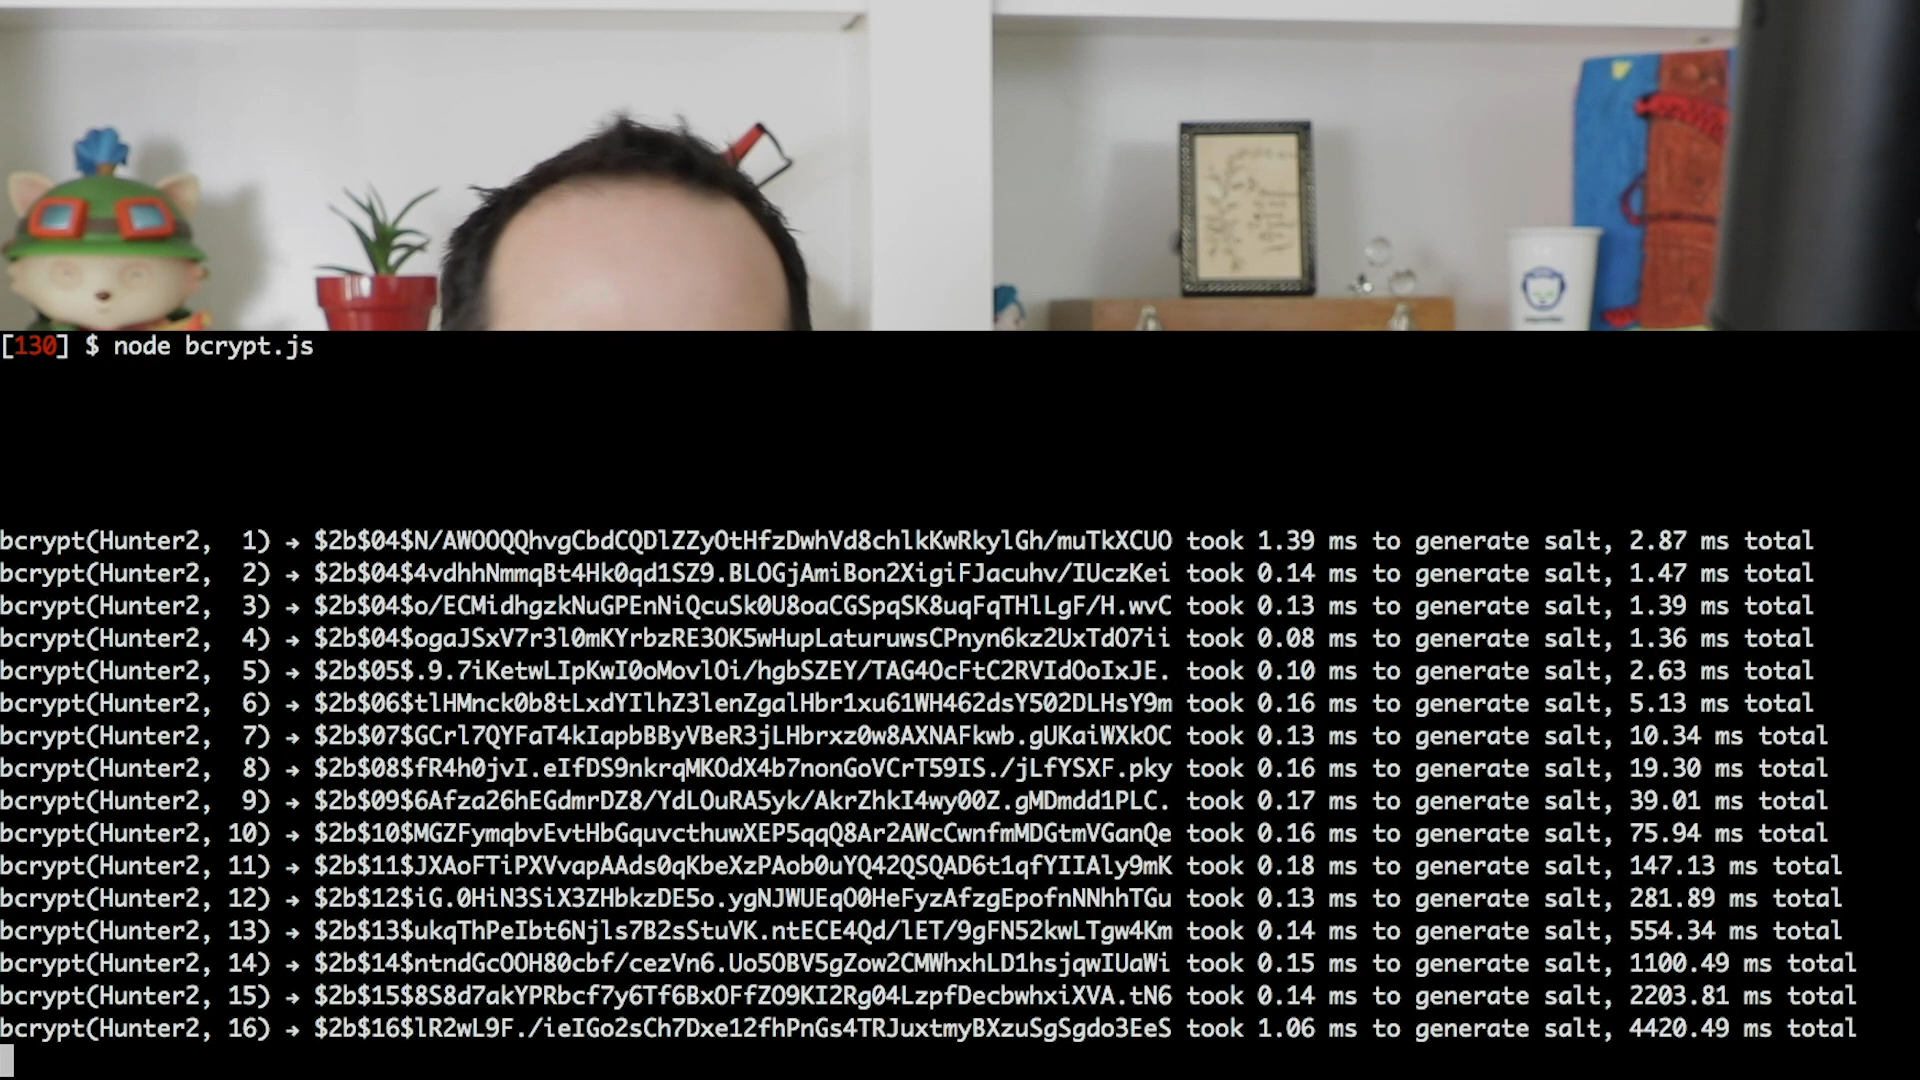 [130] $ node bcrypt.js
bcrypt(Hunter2,  1) → $2b$04$N/AWOOQQhvgCbdCQDlZZyOtHfzDwhVd8chlkKwRkylGh/muTkXCUO took 1.39 ms to generate salt, 2.87 ms total
bcrypt(Hunter2,  2) → $2b$04$4vdhhNmmqBt4Hk0qd1SZ9.BLOGjAmiBon2XigiFJacuhv/IUczKei took 0.14 ms to generate salt, 1.47 ms total
bcrypt(Hunter2,  3) → $2b$04$o/ECMidhgzkNuGPEnNiQcuSk0U8oaCGSpqSK8uqFqTHlLgF/H.wvC took 0.13 ms to generate salt, 1.39 ms total
bcrypt(Hunter2,  4) → $2b$04$ogaJSxV7r3l0mKYrbzRE3OK5wHupLaturuwsCPnyn6kz2UxTdO7ii took 0.08 ms to generate salt, 1.36 ms total
bcrypt(Hunter2,  5) → $2b$05$.9.7iKetwLIpKwI0oMovlOi/hgbSZEY/TAG4OcFtC2RVIdOoIxJE. took 0.10 ms to generate salt, 2.63 ms total
bcrypt(Hunter2,  6) → $2b$06$tlHMnck0b8tLxdYIlhZ3lenZgalHbr1xu61WH462dsY502DLHsY9m took 0.16 ms to generate salt, 5.13 ms total
bcrypt(Hunter2,  7) → $2b$07$GCrl7QYFaT4kIapbBByVBeR3jLHbrxz0w8AXNAFkwb.gUKaiWXkOC took 0.13 ms to generate salt, 10.34 ms total
bcrypt(Hunter2,  8) → $2b$08$fR4h0jvI.eIfDS9nkrqMKOdX4b7nonGoVCrT59IS./jLfYSXF.pky took 0.16 ms to generate salt, 19.30 ms total
bcrypt(Hunter2,  9) → $2b$09$6Afza26hEGdmrDZ8/YdLOuRA5yk/AkrZhkI4wy00Z.gMDmdd1PLC. took 0.17 ms to generate salt, 39.01 ms total
bcrypt(Hunter2, 10) → $2b$10$MGZFymqbvEvtHbGquvcthuwXEP5qqQ8Ar2AWcCwnfmMDGtmVGanQe took 0.16 ms to generate salt, 75.94 ms total
bcrypt(Hunter2, 11) → $2b$11$JXAoFTiPXVvapAAds0qKbeXzPAob0uYQ42QSQAD6t1qfYIIAly9mK took 0.18 ms to generate salt, 147.13 ms total
bcrypt(Hunter2, 12) → $2b$12$iG.0HiN3SiX3ZHbkzDE5o.ygNJWUEqO0HeFyzAfzgEpofnNNhhTGu took 0.13 ms to generate salt, 281.89 ms total
bcrypt(Hunter2, 13) → $2b$13$ukqThPeIbt6Njls7B2sStuVK.ntECE4Qd/lET/9gFN52kwLTgw4Km took 0.14 ms to generate salt, 554.34 ms total
bcrypt(Hunter2, 14) → $2b$14$ntndGcOOH80cbf/cezVn6.Uo5OBV5gZow2CMWhxhLD1hsjqwIUaWi took 0.15 ms to generate salt, 1100.49 ms total
bcrypt(Hunter2, 15) → $2b$15$8S8d7akYPRbcf7y6Tf6BxOFfZO9KI2Rg04LzpfDecbwhxiXVA.tN6 took 0.14 ms to generate salt, 2203.81 ms total
bcrypt(Hunter2, 16) → $2b$16$lR2wL9F./ieIGo2sCh7Dxe12fhPnGs4TRJuxtmyBXzuSgSgdo3EeS took 1.06 ms to generate salt, 4420.49 ms total